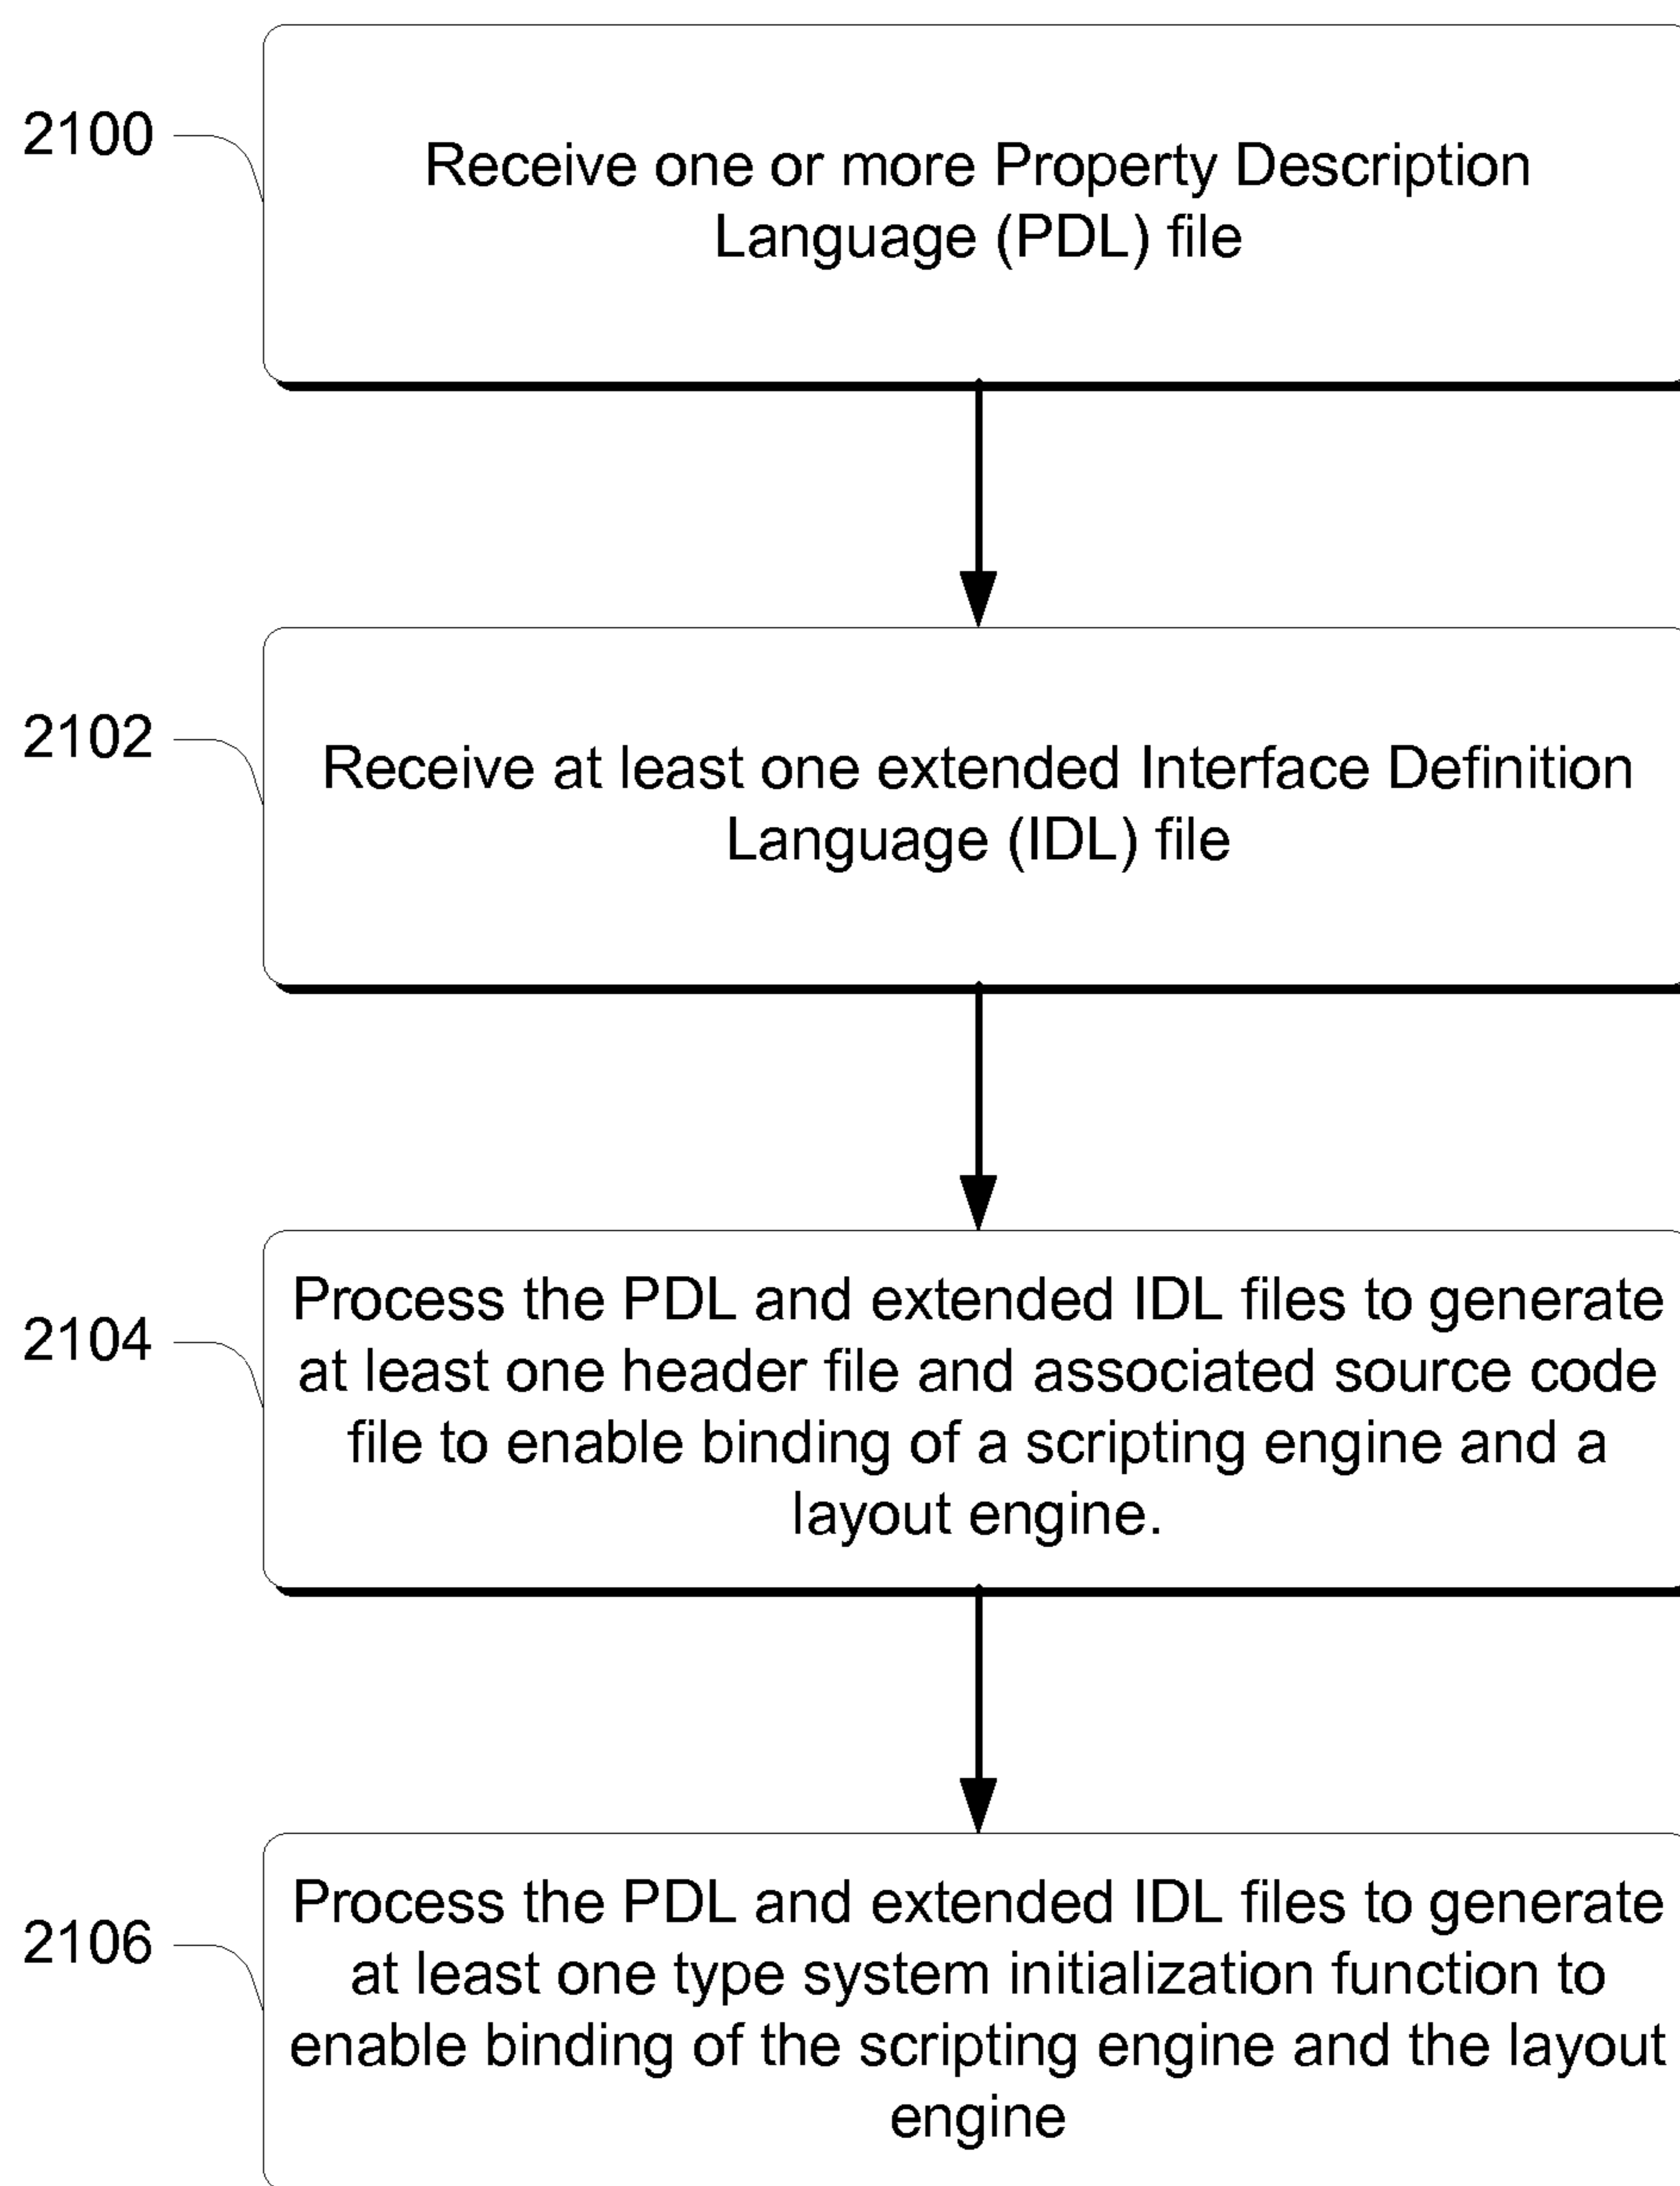 2100
Receive one or more Property Description
Language (PDL) file
2102
Receive at least one extended Interface Definition
Language (IDL) file
2104
Process the PDL and extended IDL files to generate
at least one header file and associated source code
file to enable binding of a scripting engine and a
layout engine.
2106
Process the PDL and extended IDL files to generate
at least one type system initialization function to
enable binding of the scripting engine and the layout
engine